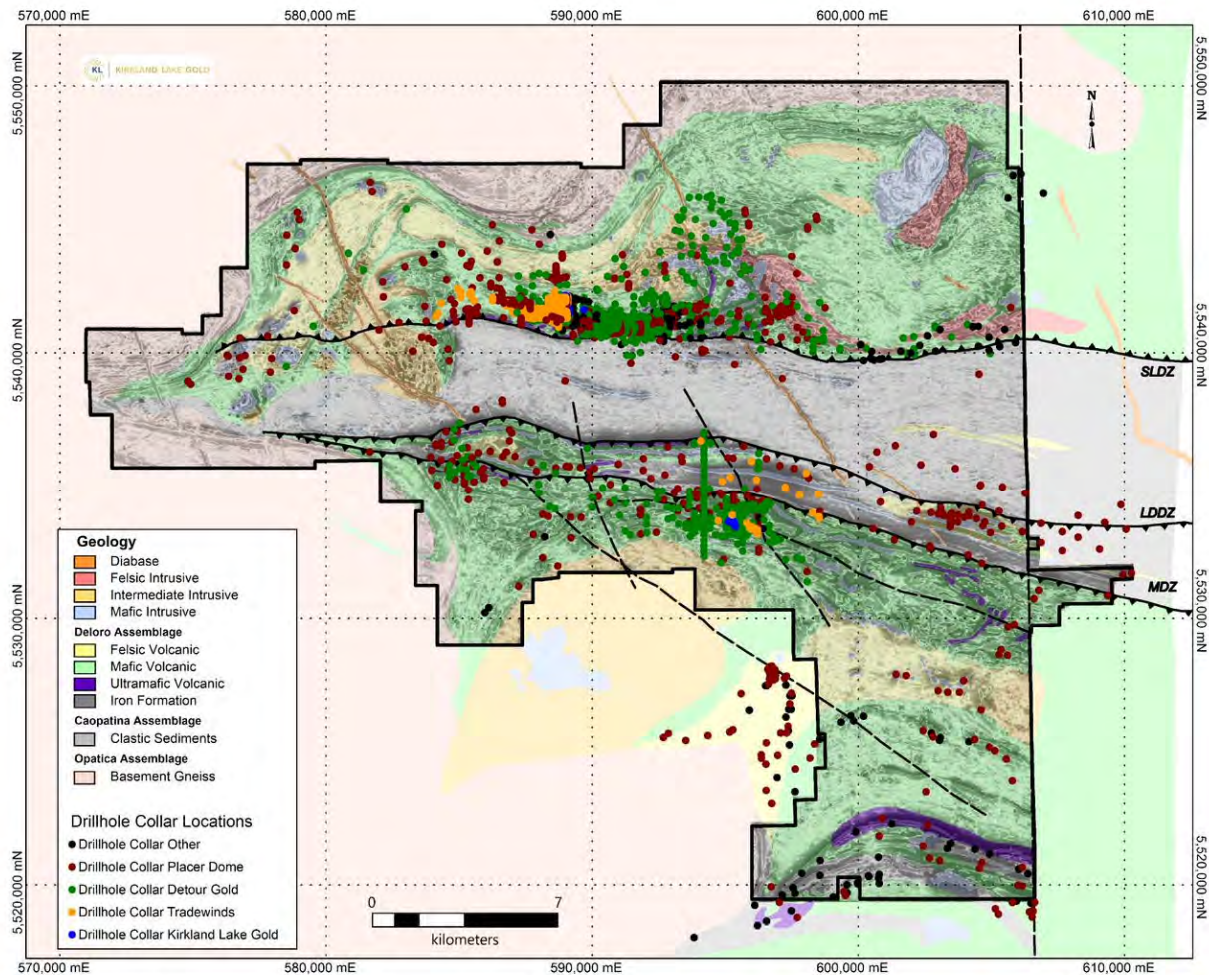 570,000 mE
580,000 mE
590,000 mE
600,000 mE
610,000 mE
KL | KIRKLAND LAKE GOLD
5,550,000 mN
5,550,000 mN
N
5,540,000 mN
5,540,000 mN
SLDZ
LDDZ
MDZ
5,530,000 mN
5,530,000 mN
5,520,000 mN
5,520,000 mN
Geology
Diabase
Felsic Intrusive
Intermediate Intrusive
Mafic Intrusive
Deloro Assemblage
Felsic Volcanic
Mafic Volcanic
Ultramafic Volcanic
Iron Formation
Caopatina Assemblage
Clastic Sediments
Opatica Assemblage
Basement Gneiss
Drillhole Collar Locations
Drillhole Collar Other
Drillhole Collar Placer Dome
Drillhole Collar Detour Gold
Drillhole Collar Tradewinds
Drillhole Collar Kirkland Lake Gold
0 7
kilometers
570,000 mE
580,000 mE
590,000 mE
600,000 mE
610,000 mE